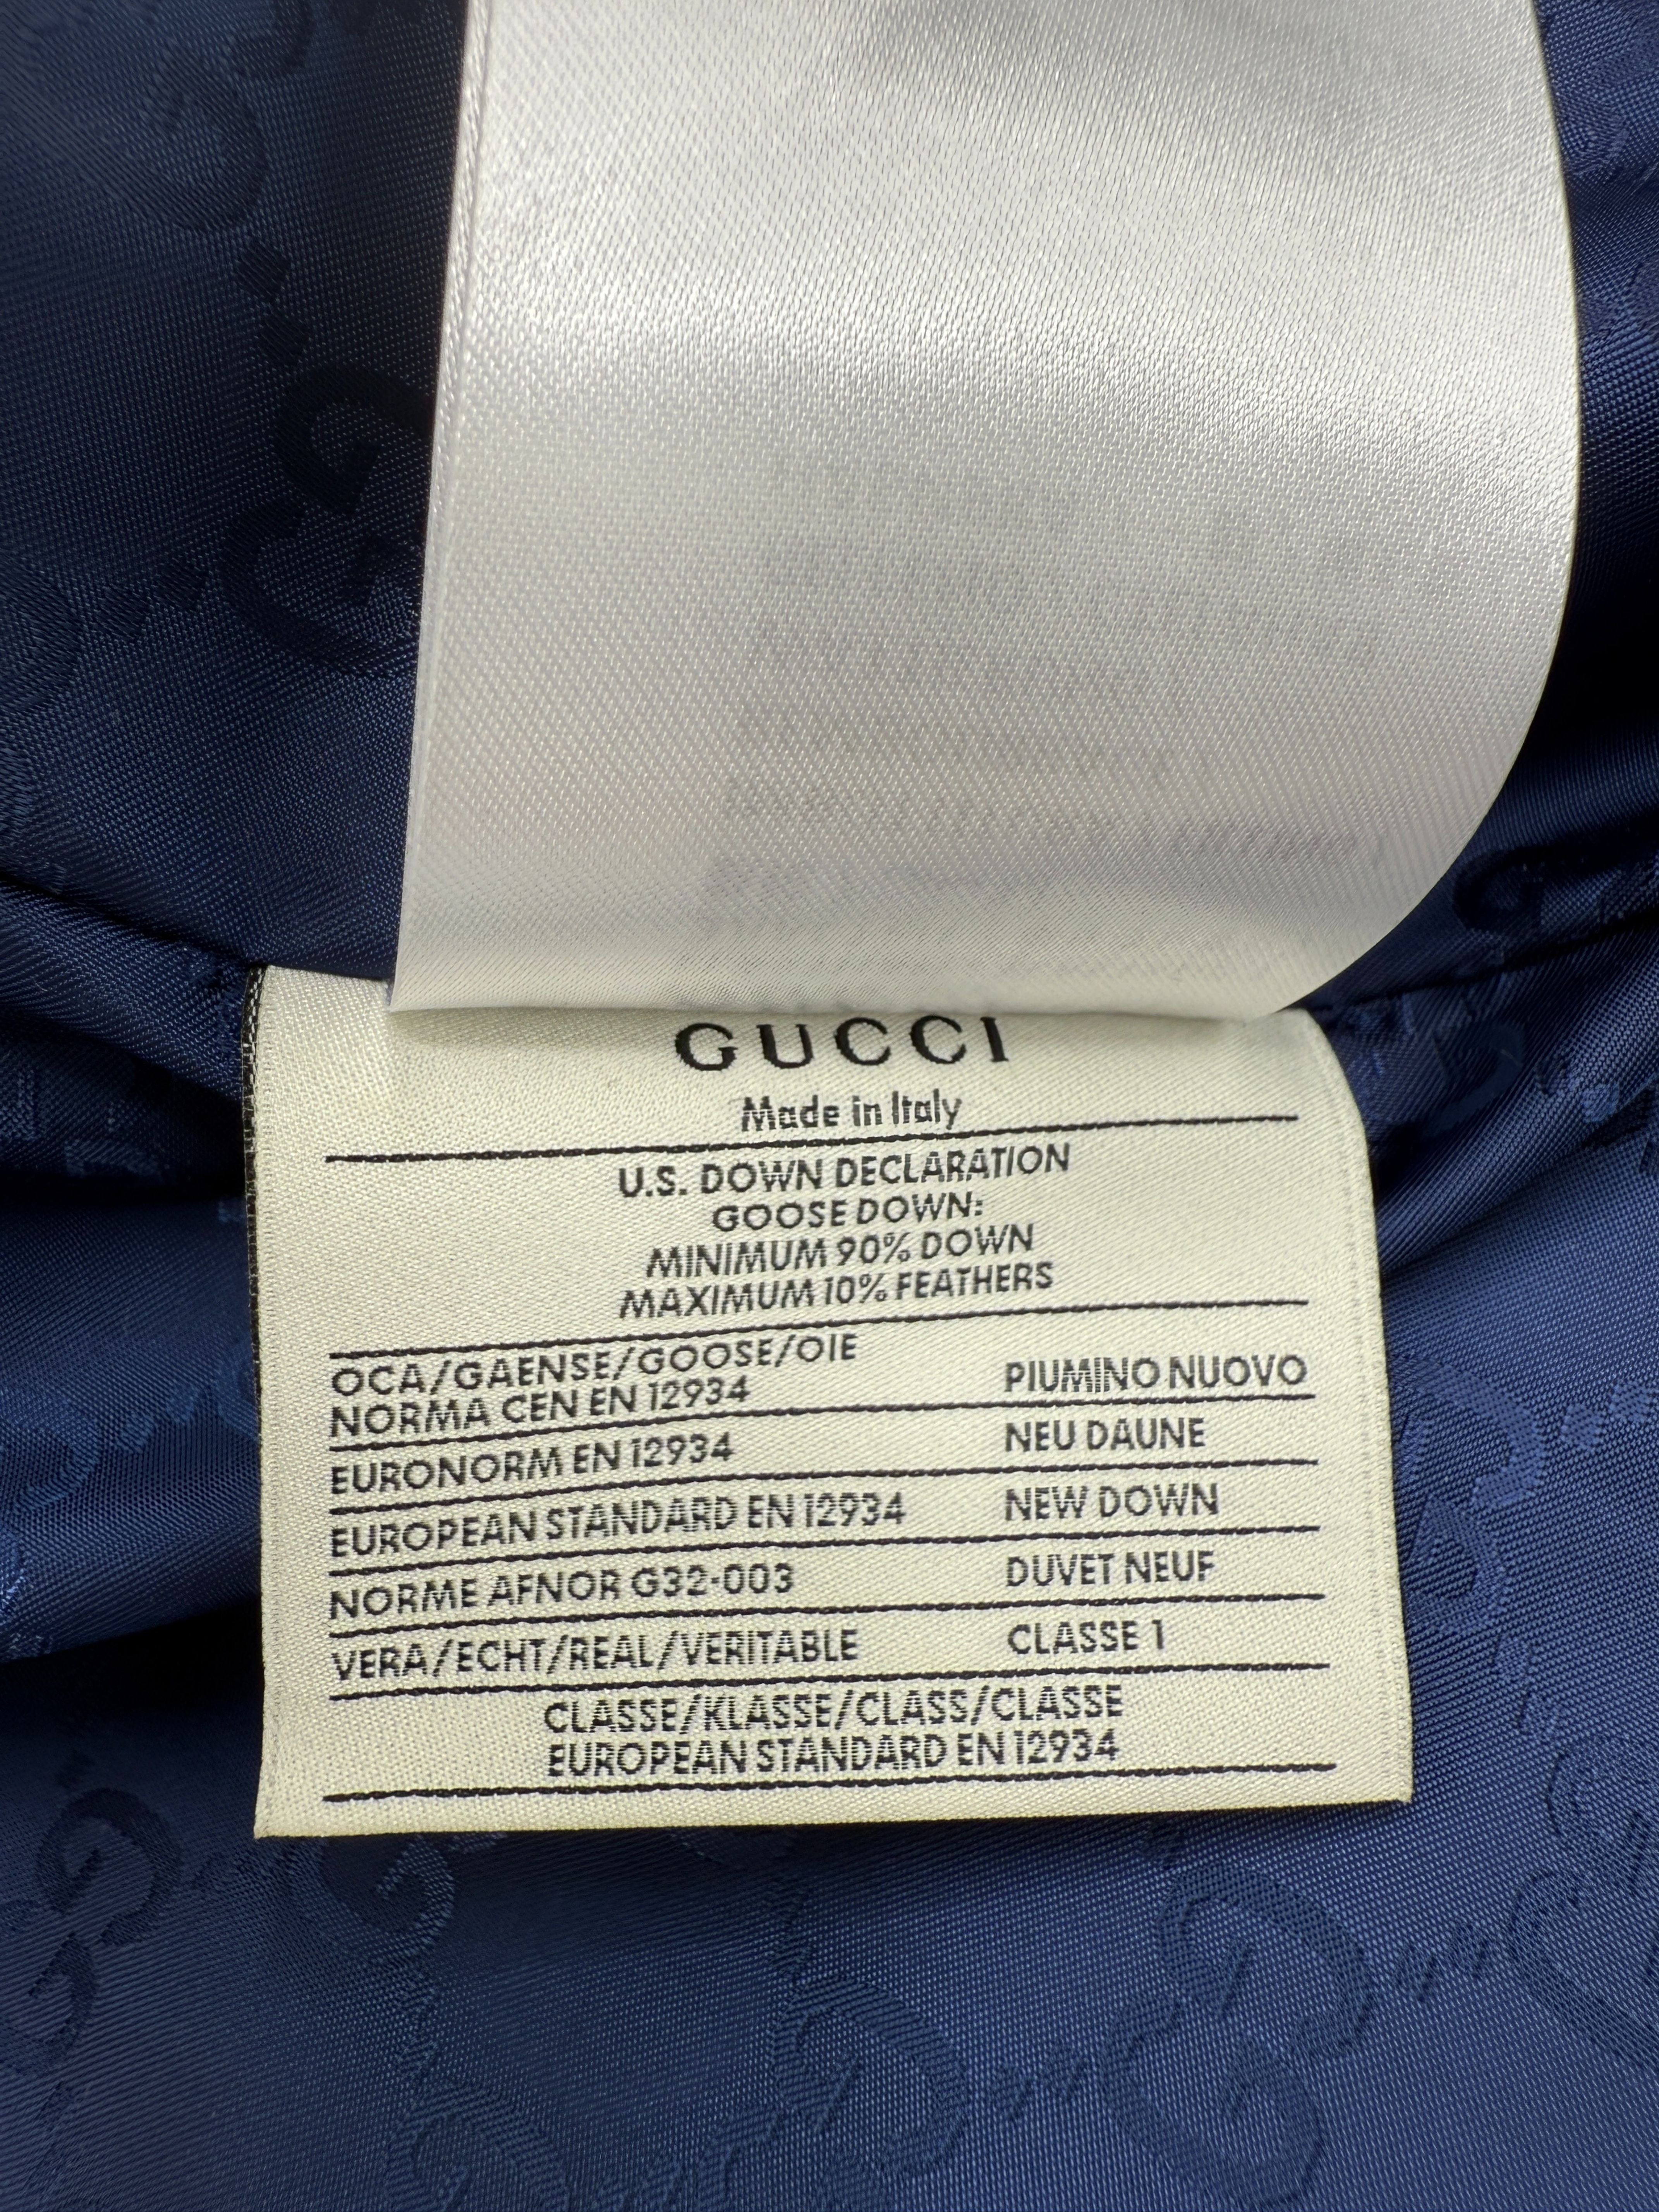 GUCCI
Made in Italy
U.S. DOWN DECLARATION
GOOSE DOWN:
MINIMUM 90% DOWN
MAXIMUM 10% FEATHERS
OCA/GAENSE/GOOSE/OIE
NORMA CEN EN 12934 PIUMINO NUOVO
EURONORM EN 12934 NEU DAUNE
EUROPEAN STANDARD EN 12934 NEW DOWN
NORME AFNOR G32-003 DUVET NEUF
VERA/ECHT/REAL/VERITABLE CLASSE 1
CLASSE/KLASSE/CLASS/CLASSE
EUROPEAN STANDARD EN 12934